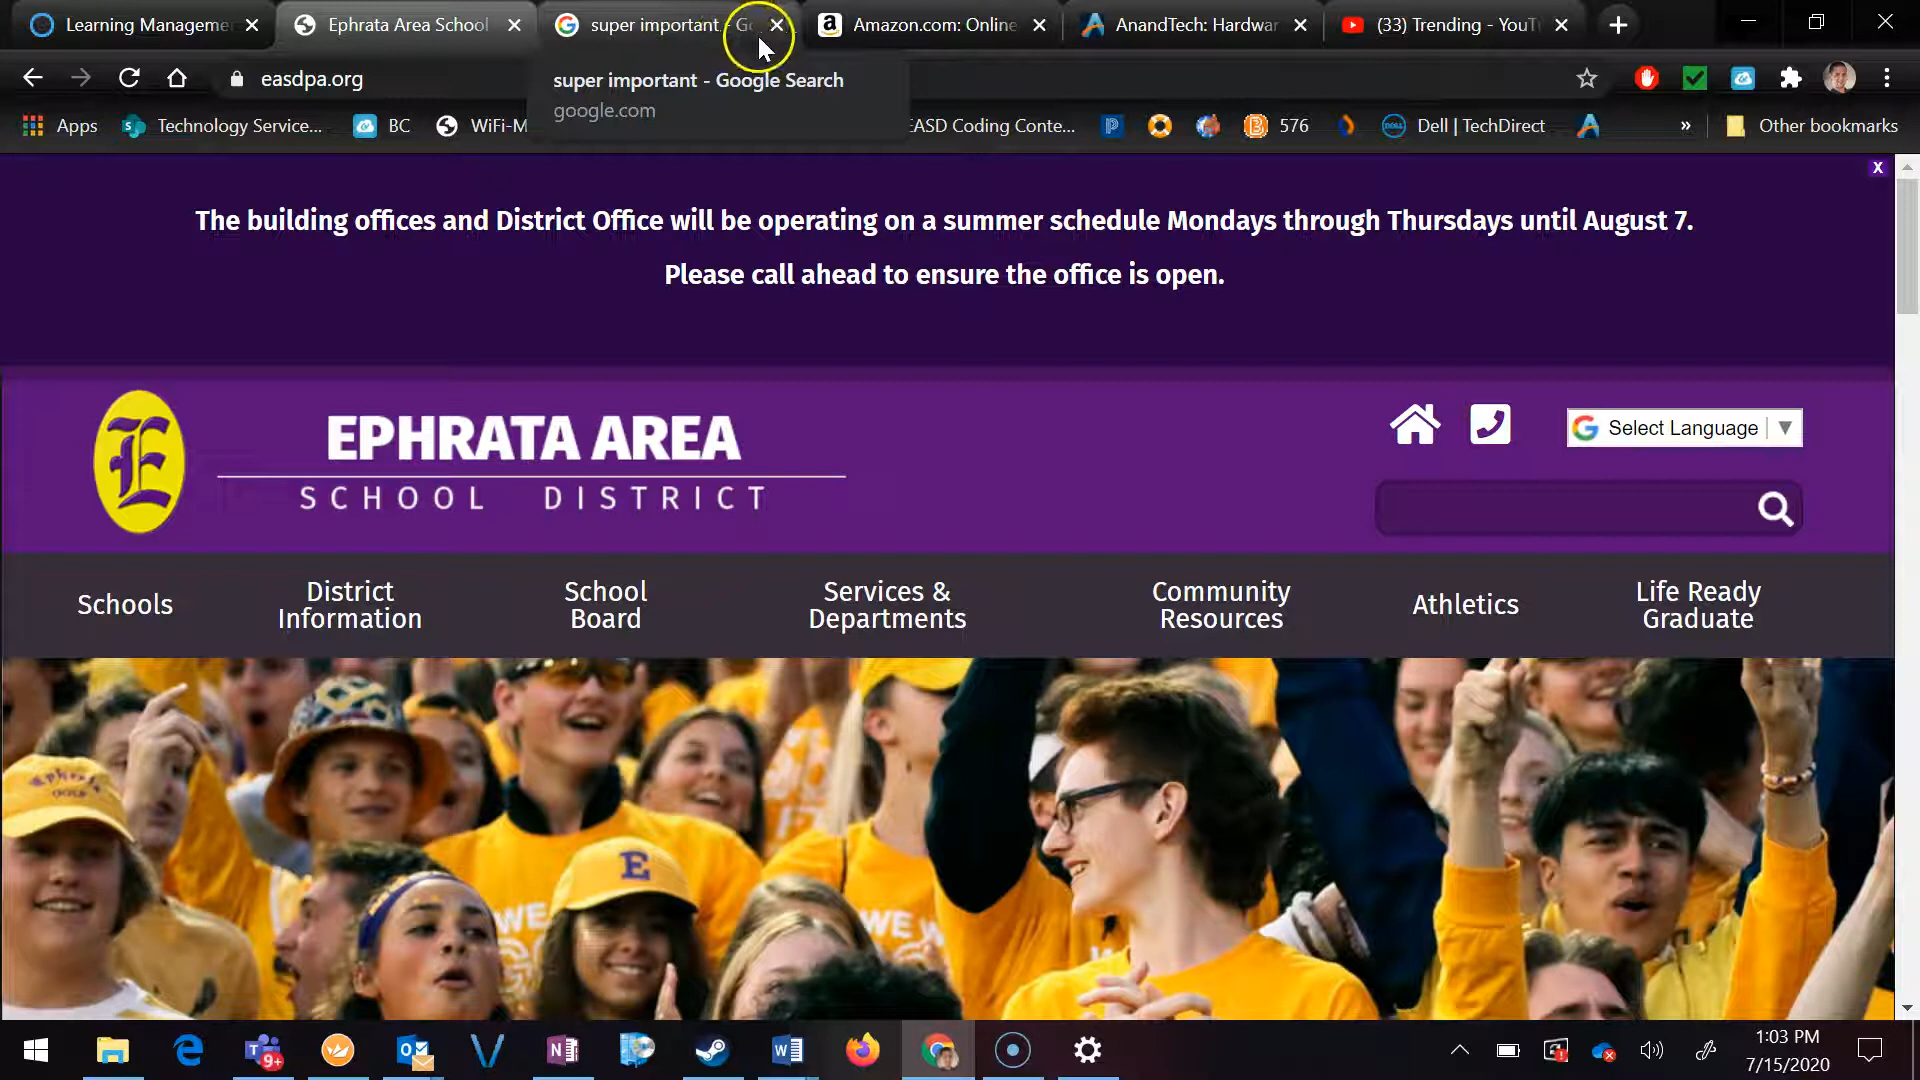 Learning Manageme
Ephrata Area School
super important - Go
Amazon.com: Online
AnandTech: Hardwar
(33) Trending - YouT
easdpa.org
super important - Google Search
google.com
Apps
Technology Service...
BC
WiFi-M
EASD Coding Conte...
576
Dell | TechDirect
»
Other bookmarks
X
The building offices and District Office will be operating on a summer schedule Mondays through Thursdays until August 7.
Please call ahead to ensure the office is open.
E
EPHRATA AREA
SCHOOL DISTRICT
Select Language
Schools
District
Information
School
Board
Services &
Departments
Community
Resources
Athletics
Life Ready
Graduate
E
WE
WE
9+
1:03 PM
7/15/2020